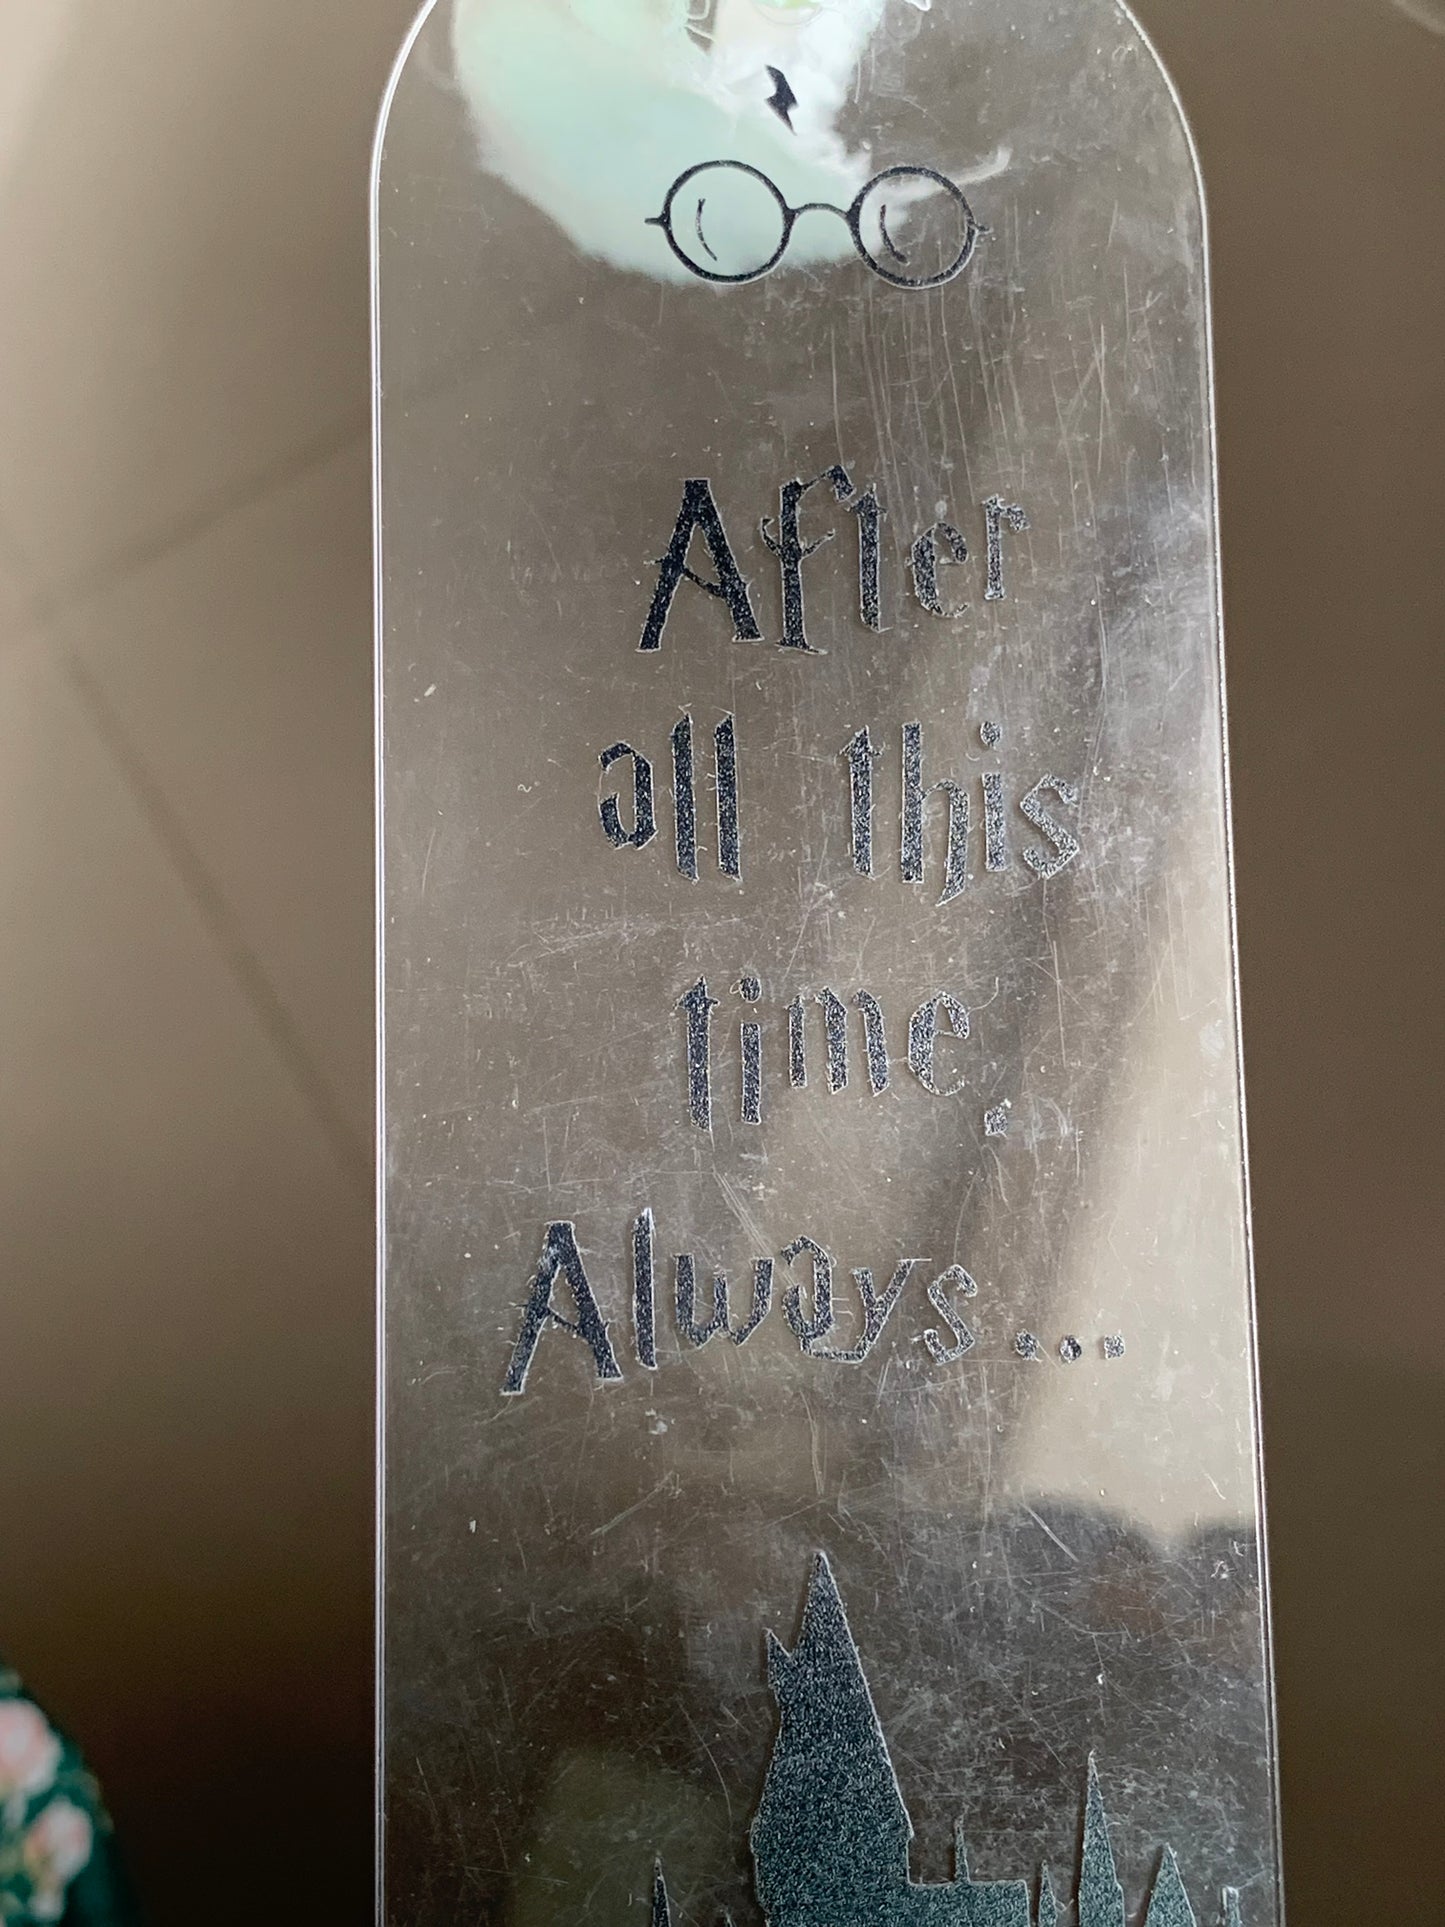 After
all this
time.
Always...